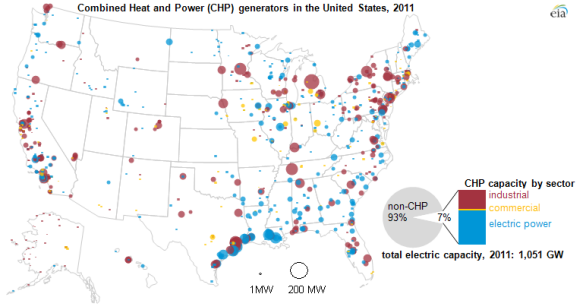 Combined Heat and Power (CHP) generators in the United States, 2011
eia
CHP capacity by sector
industrial
non-CHP
commercial
93%
7%
electric power
total electric capacity, 2011: 1,051 GW
1MW
200 MW